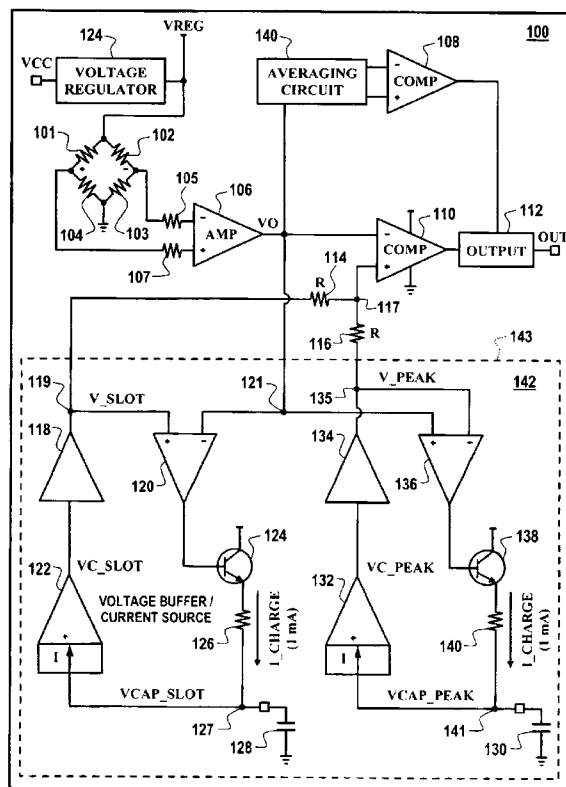 100
124
VREG
140
108
VCC
VOLTAGE
REGULATOR
AVERAGING
CIRCUIT
-
+
COMP
101
102
+
-
105
106
104
103
-
+
AMP
VO
107
110
-
+
COMP
112
OUTPUT
OUT
114
R
117
116
R
143
119
V_SLOT
121
V_PEAK
135
142
118
+
-
120
134
+
-
136
124
138
122
VC_SLOT
132
VC_PEAK
VOLTAGE BUFFER /
CURRENT SOURCE
126
I_CHARGE
(1 mA)
140
I_CHARGE
(1 mA)
+
I
+
I
VCAP_SLOT
127
128
VCAP_PEAK
141
130